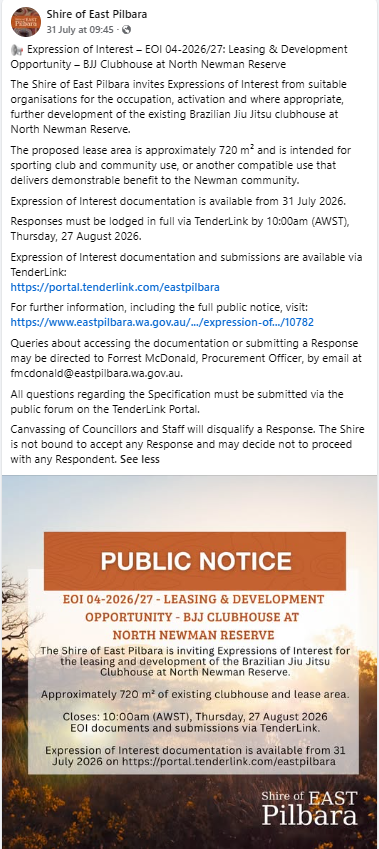 Shire of East Pilbara
31 July at 09:45 ·
Expression of Interest – EOI 04-2026/27: Leasing & Development
Opportunity – BJJ Clubhouse at North Newman Reserve
The Shire of East Pilbara invites Expressions of Interest from suitable
organisations for the occupation, activation and where appropriate,
further development of the existing Brazilian Jiu Jitsu clubhouse at
North Newman Reserve.
The proposed lease area is approximately 720 m² and is intended for
sporting club and community use, or another compatible use that
delivers demonstrable benefit to the Newman community.
Expression of Interest documentation is available from 31 July 2026.
Responses must be lodged in full via TenderLink by 10:00am (AWST),
Thursday, 27 August 2026.
Expression of Interest documentation and submissions are available via
TenderLink:
https://portal.tenderlink.com/eastpilbara
For further information, including the full public notice, visit:
https://www.eastpilbara.wa.gov.au/.../expression-of.../10782
Queries about accessing the documentation or submitting a Response
may be directed to Forrest McDonald, Procurement Officer, by email at
fmcdonald@eastpilbara.wa.gov.au.
All questions regarding the Specification must be submitted via the
public forum on the TenderLink Portal.
Canvassing of Councillors and Staff will disqualify a Response. The Shire
is not bound to accept any Response and may decide not to proceed
with any Respondent. See less
PUBLIC NOTICE
EOI 04-2026/27 - LEASING & DEVELOPMENT
OPPORTUNITY - BJJ CLUBHOUSE AT
NORTH NEWMAN RESERVE
The Shire of East Pilbara is inviting Expressions of Interest for
the leasing and development of the Brazilian Jiu Jitsu
Clubhouse at North Newman Reserve.
Approximately 720 m² of existing clubhouse and lease area.
Closes: 10:00am (AWST), Thursday, 27 August 2026
EOI documents and submissions via TenderLink.
Expression of Interest documentation is available from 31
July 2026 on https://portal.tenderlink.com/eastpilbara
Shire of EAST
Pilbara